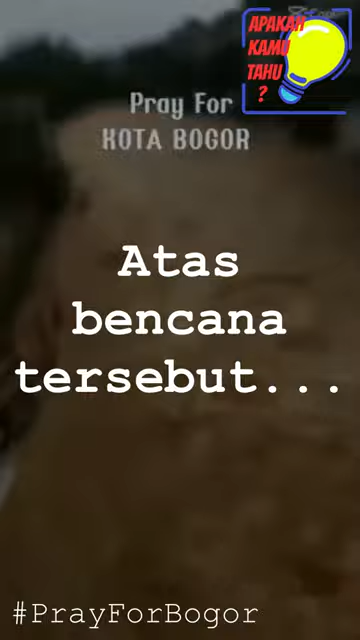 APAKAH
KAMU
TAHU
?
Pray For
KOTA BOGOR
Atas
bencana
tersebut...
#PrayForBogor